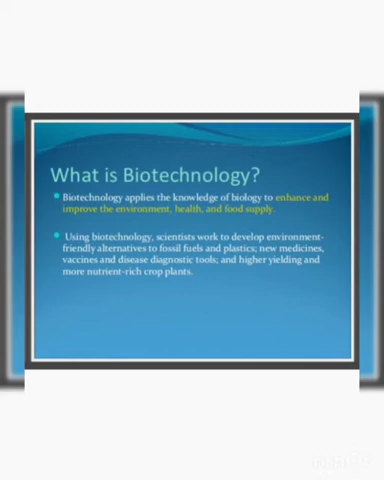 What is Biotechnology?
Biotechnology applies the knowledge of biology to enhance and
improve the environment, health, and food supply.
Using biotechnology, scientists work to develop environment-
friendly alternatives to fossil fuels and plastics; new medicines,
vaccines and disease diagnostic tools; and higher yielding and
more nutrient-rich crop plants.